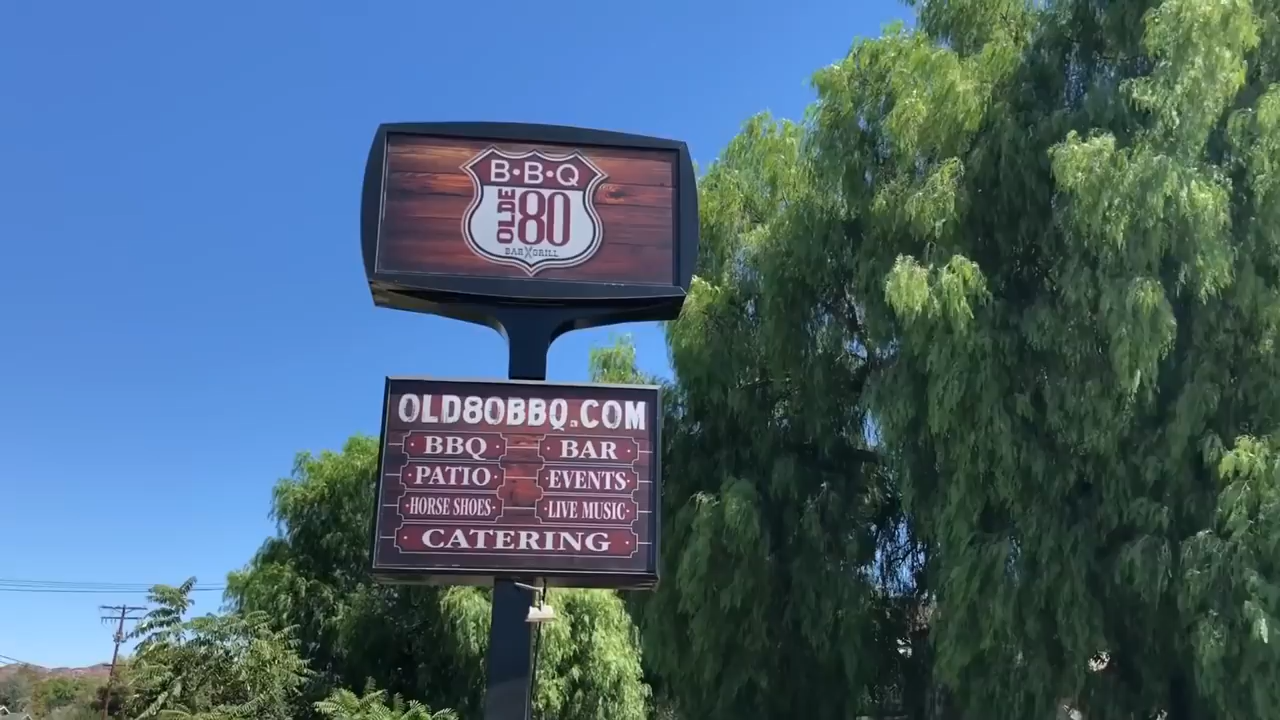 B·B·Q
OLDE
80
BAR GRILL
OLD80BBQ.COM
BBQ BAR
PATIO EVENTS
HORSE SHOES LIVE MUSIC
CATERING